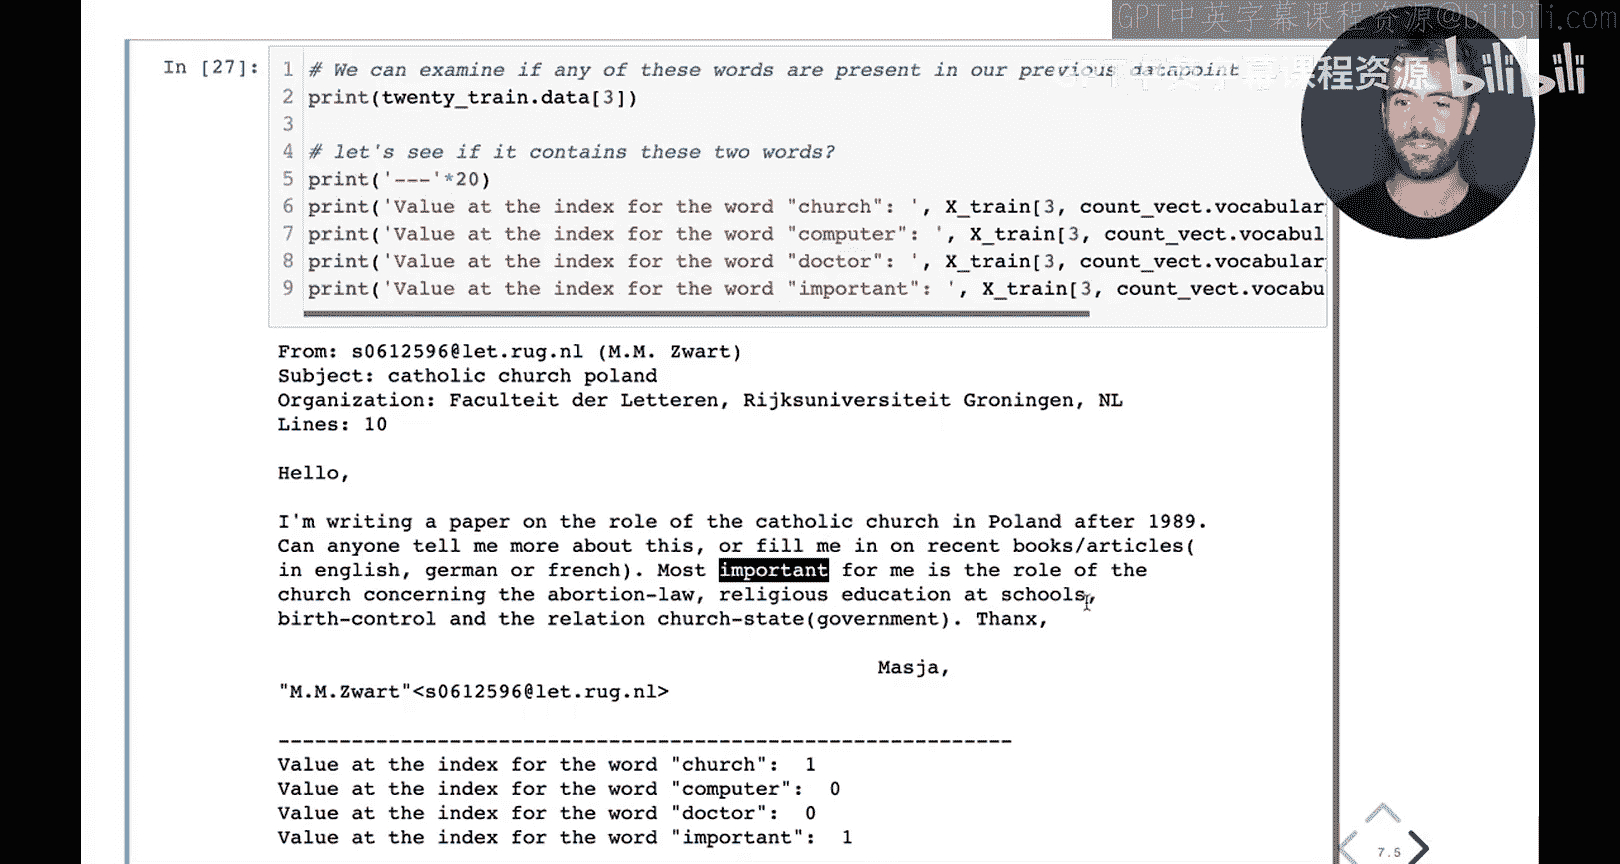 GPT中英字幕课程资源@bilibili.com
课程资源 bilibili
In [27]:
1 # We can examine if any of these words are present in our previous datapoint
2 print(twenty_train.data[3])
3
4 # let's see if it contains these two words?
5 print('---'*20)
6 print('Value at the index for the word "church": ', X_train[3, count_vect.vocabular
7 print('Value at the index for the word "computer": ', X_train[3, count_vect.vocabul
8 print('Value at the index for the word "doctor": ', X_train[3, count_vect.vocabular
9 print('Value at the index for the word "important": ', X_train[3, count_vect.vocabu
From: s0612596@let.rug.nl (M.M. Zwart)
Subject: catholic church poland
Organization: Faculteit der Letteren, Rijksuniversiteit Groningen, NL
Lines: 10
Hello,
I'm writing a paper on the role of the catholic church in Poland after 1989.
Can anyone tell me more about this, or fill me in on recent books/articles(
in english, german or french). Most important for me is the role of the
church concerning the abortion-law, religious education at schools,
birth-control and the relation church-state(government). Thanx,
Masja,
"M.M.Zwart"<s0612596@let.rug.nl>
------------------------------------------------------------
Value at the index for the word "church": 1
Value at the index for the word "computer": 0
Value at the index for the word "doctor": 0
Value at the index for the word "important": 1
7.5